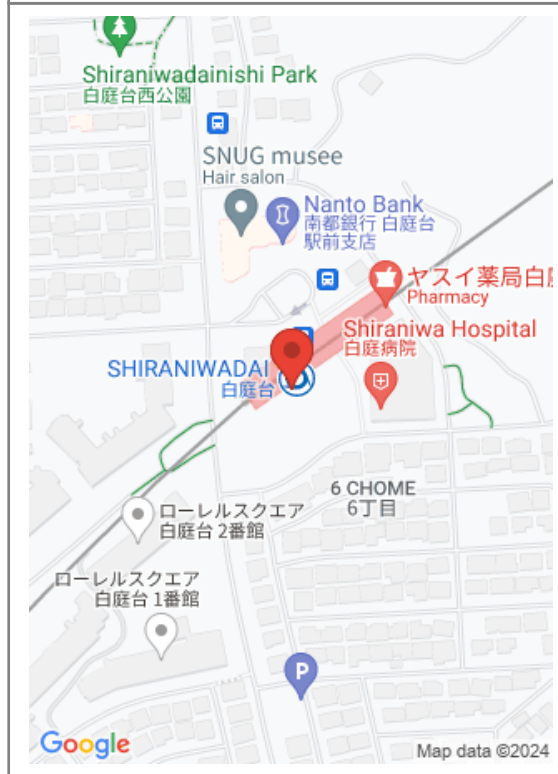 Shiraniwadainishi Park
白庭台西公園
SNUG musee
Hair salon
Nanto Bank
南都銀行 白庭台
駅前支店
ヤスイ薬局白庭
Pharmacy
Shiraniwa Hospital
白庭病院
SHIRANIWADAI
白庭台
6 CHOME
6丁目
ローレルスクエア
白庭台 2番館
ローレルスクエア
白庭台 1番館
P
Google
Map data ©2024